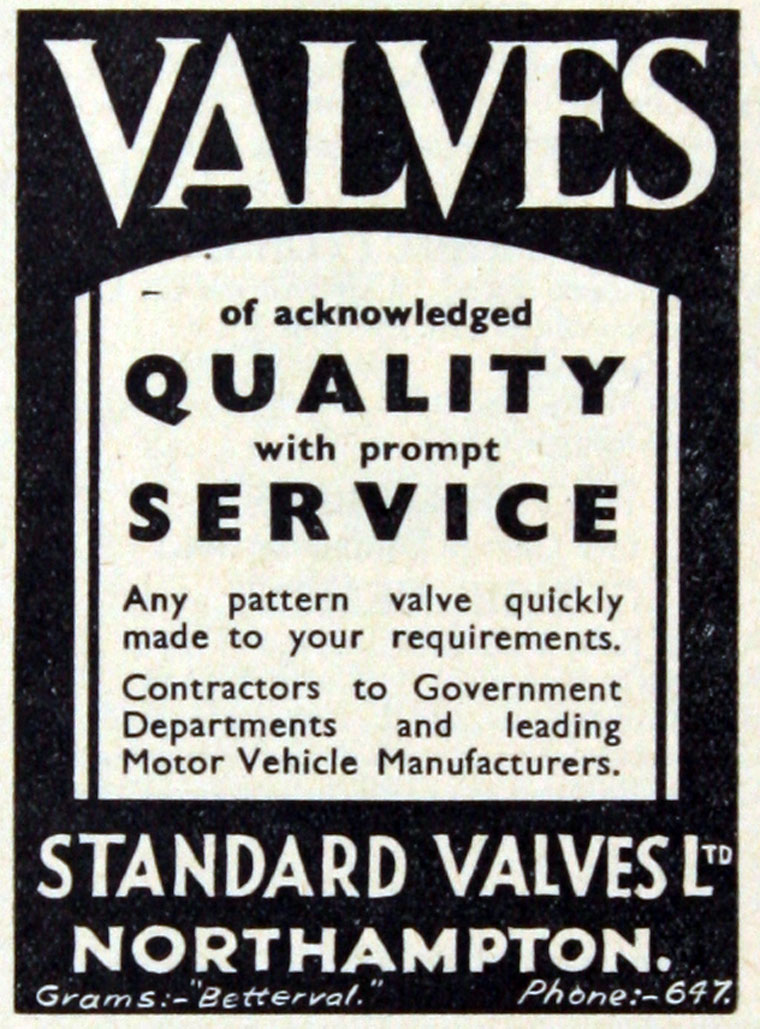 VALVES
of acknowledged
QUALITY
with prompt
SERVICE
Any pattern valve quickly
made to your requirements.
Contractors to Government
Departments and leading
Motor Vehicle Manufacturers.
STANDARD VALVES LTD
NORTHAMPTON.
Grams:-"Betterval." Phone:-647.